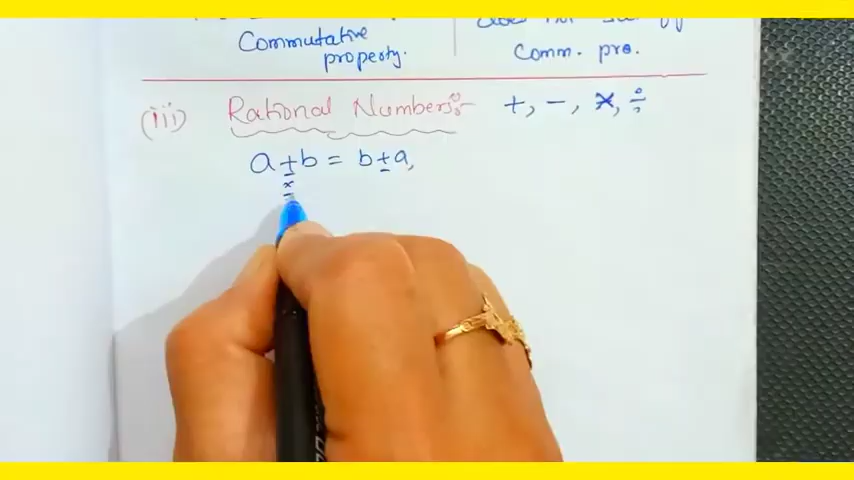 Commutative
property.
Comm. pro.
(iii) Rational Numbers:- +, -, ×, ÷
a + b = b + a,
×
-